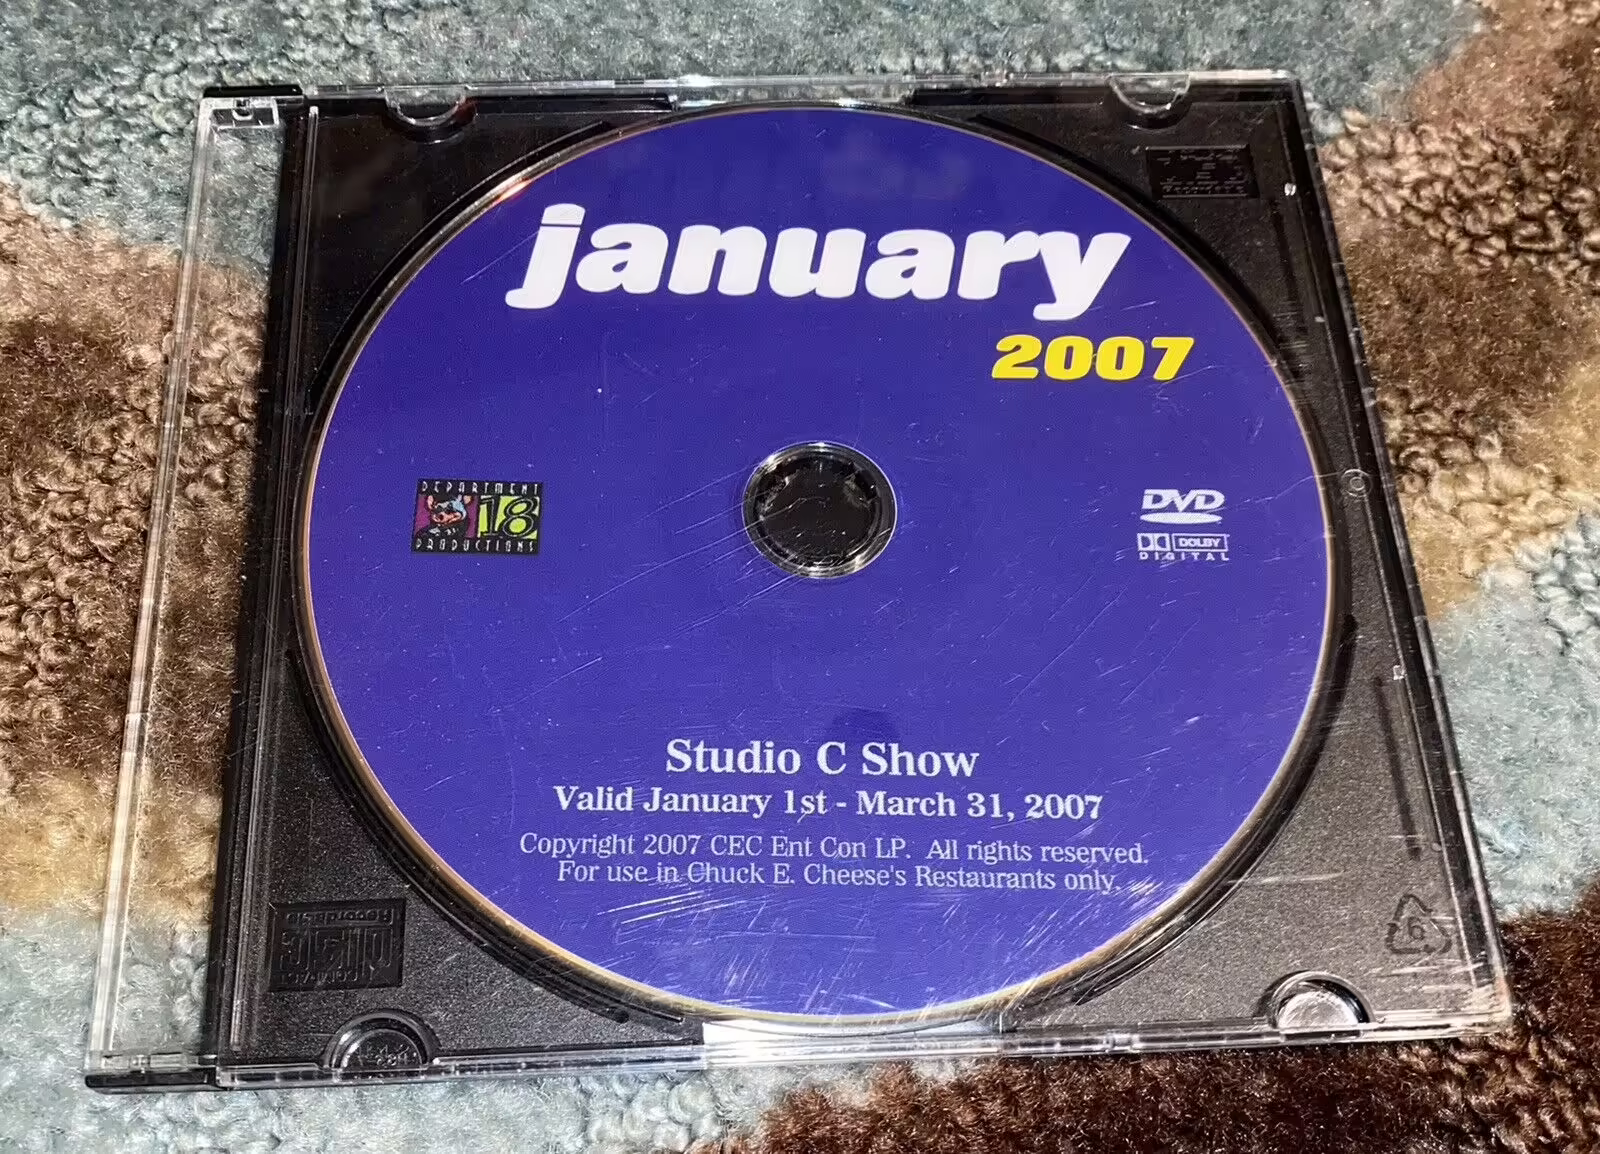 january
2007
DEPARTMENT
18
PRODUCTIONS
DVD
DOLBY
DIGITAL
Studio C Show
Valid January 1st - March 31, 2007
Copyright 2007 CEC Ent Con LP. All rights reserved.
For use in Chuck E. Cheese's Restaurants only.
6